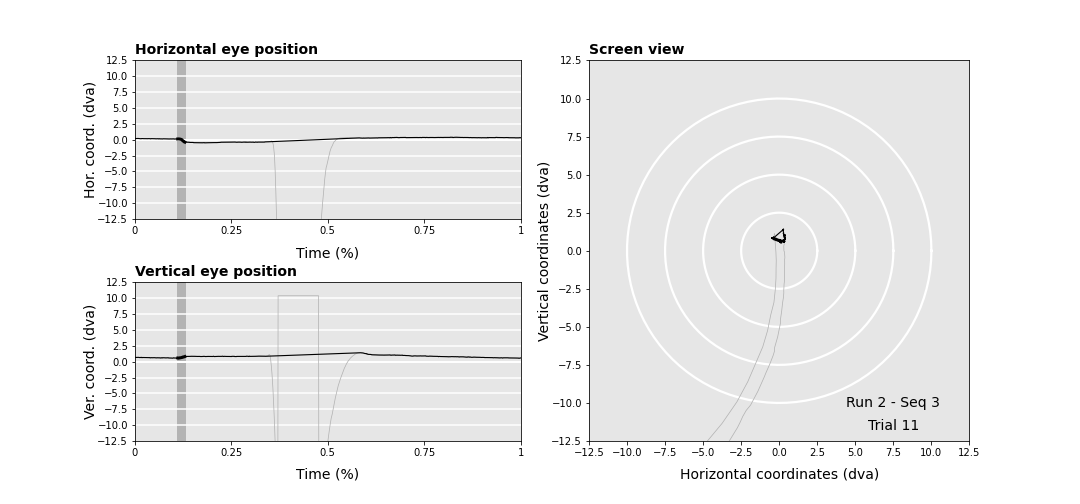 Horizontal eye position
Hor. coord. (dva)
12.5
10.0
7.5
5.0
2.5
0.0
−2.5
−5.0
−7.5
−10.0
−12.5
0 0.25 0.75 1
Time (%)
Vertical eye position
Ver. coord. (dva)
12.5
10.0
7.5
5.0
2.5
0.0
−2.5
−5.0
−7.5
−10.0
−12.5
0 0.25 0.75 1
Time (%)
Screen view
Vertical coordinates (dva)
12.5
10.0
7.5
5.0
2.5
0.0
−2.5
−5.0
−7.5
−10.0
−12.5
Run 2 - Seq 3
Trial 11
−12.5 −10.0 −7.5 −5.0 −2.5 0.0 2.5 5.0 7.5 10.0 12.5
Horizontal coordinates (dva)